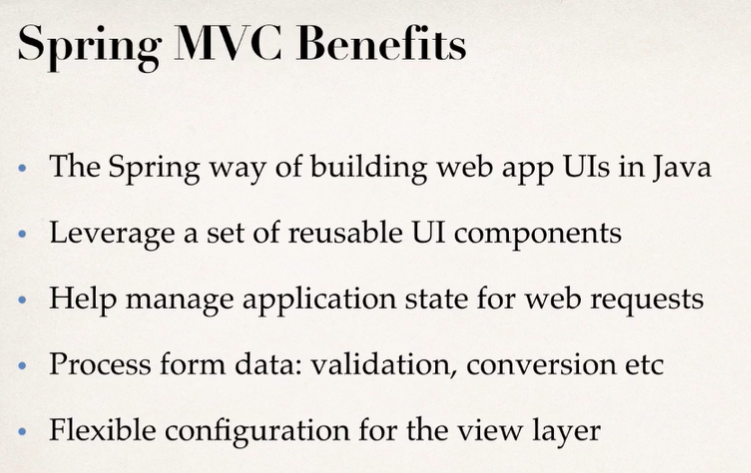 Spring MVC Benefits
• The Spring way of building web app UIs in Java
• Leverage a set of reusable UI components
• Help manage application state for web requests
• Process form data: validation, conversion etc
• Flexible configuration for the view layer